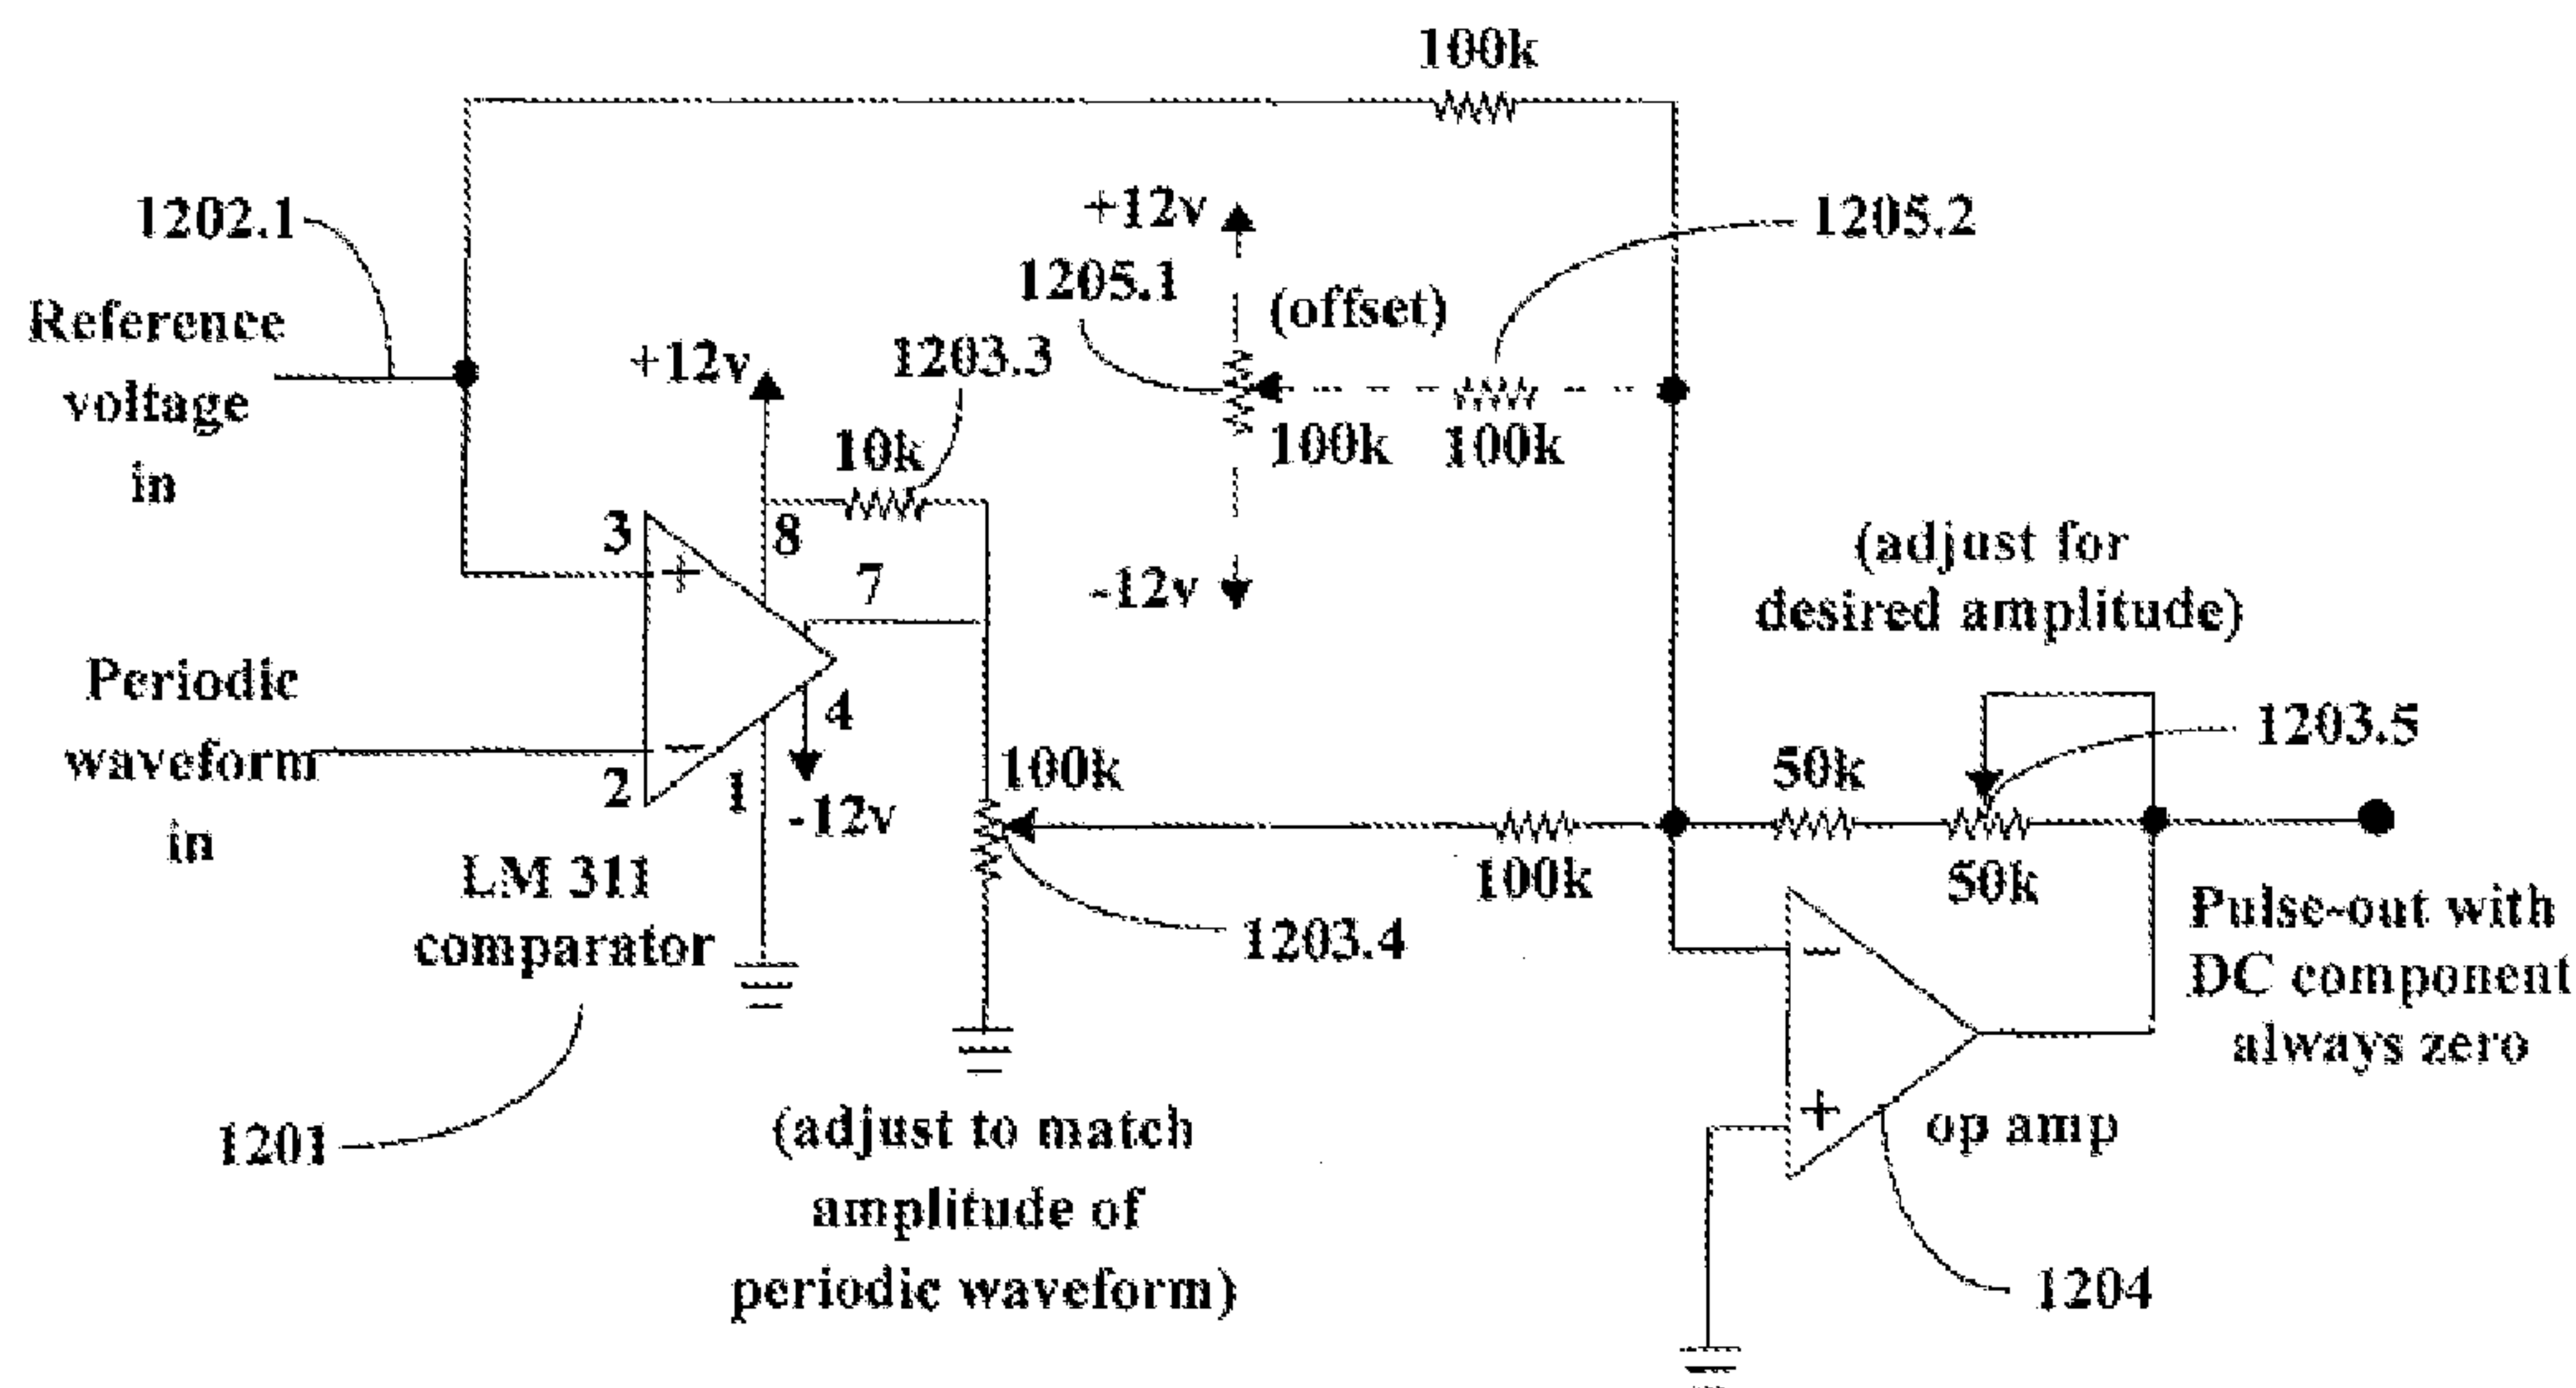 100k
1202.1
+12v
1205.2
1205.1
(offset)
Reference
voltage
in
+12v
1203.3
10k
100k
100k
3
+
8
7
-12v
(adjust for
desired amplitude)
Periodic
waveform
in
2
−
1
4
-12v
100k
50k
1203.5
LM 311
comparator
100k
50k
1203.4
Pulse-out with
DC component
always zero
−
+
op amp
1201
(adjust to match
amplitude of
periodic waveform)
1204